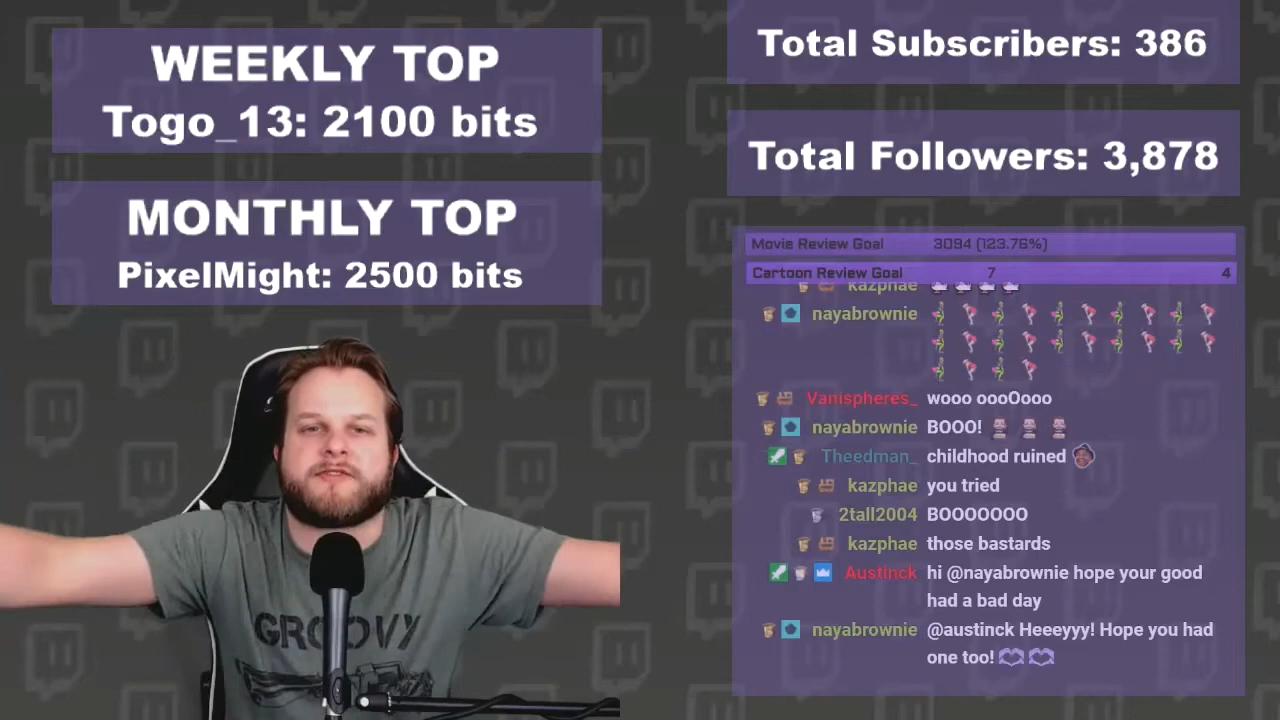 WEEKLY TOP
Togo_13: 2100 bits
MONTHLY TOP
PixelMight: 2500 bits
Total Subscribers: 386
Total Followers: 3,878
Movie Review Goal 3094 (123.76%)
Cartoon Review Goal 7 4
kazphae
nayabrownie
Vanispheres_ wooo oooOooo
nayabrownie BOOO!
Theedman_ childhood ruined
kazphae you tried
2tall2004 BOOOOOOO
kazphae those bastards
Austinck hi @nayabrownie hope your good
had a bad day
nayabrownie @austinck Heeeyyy! Hope you had
one too!
GROOVY